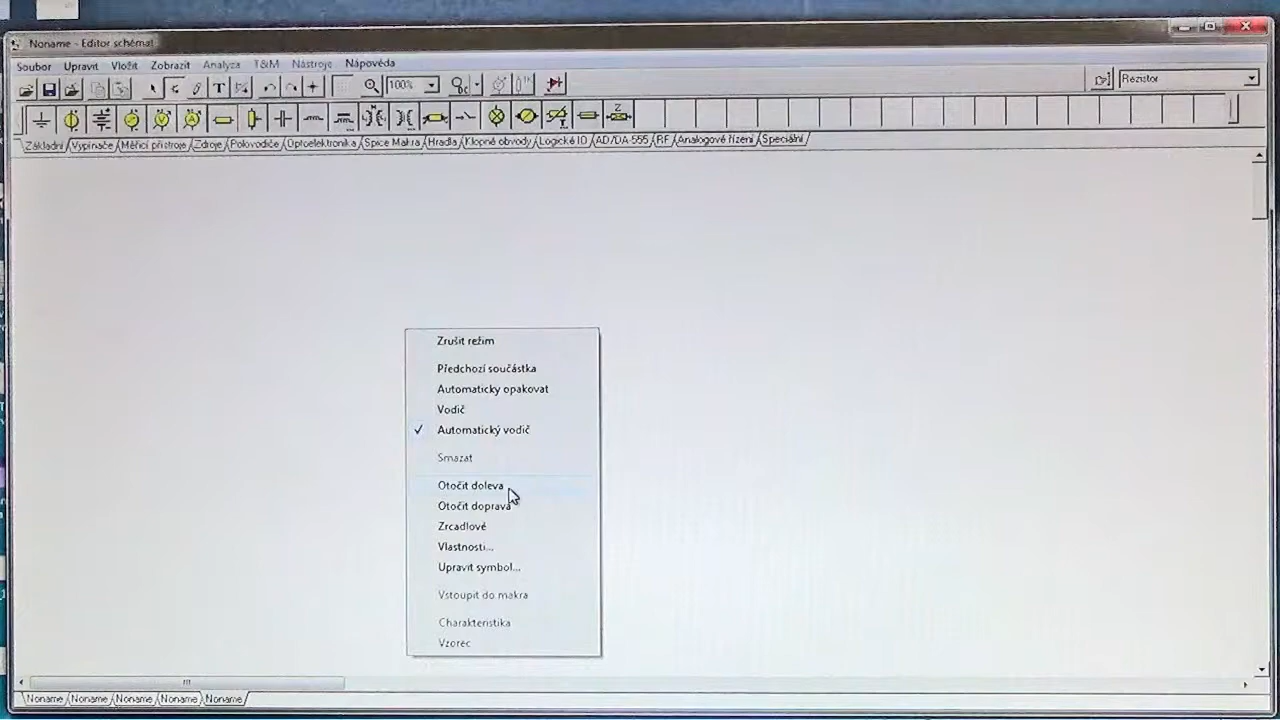 Noname - Editor schémat
Soubor Upravit Vložit Zobrazit Analýza T&M Nástroje Nápověda
T 100% Rezistor
Z
Základní Vypínače Měřicí přístroje Zdroje Polovodiče Optoelektronika Spice Makra Hradla Klopné obvody Logické IO AD/DA-555 RF Analogové řízení Speciální
Zrušit režim
Předchozí součástka
Automaticky opakovat
Vodič
✓ Automatický vodič
Smazat
Otočit doleva
Otočit doprava
Zrcadlově
Vlastnosti...
Upravit symbol...
Vstoupit do makra
Charakteristika
Vzorec
Noname Noname Noname Noname Noname